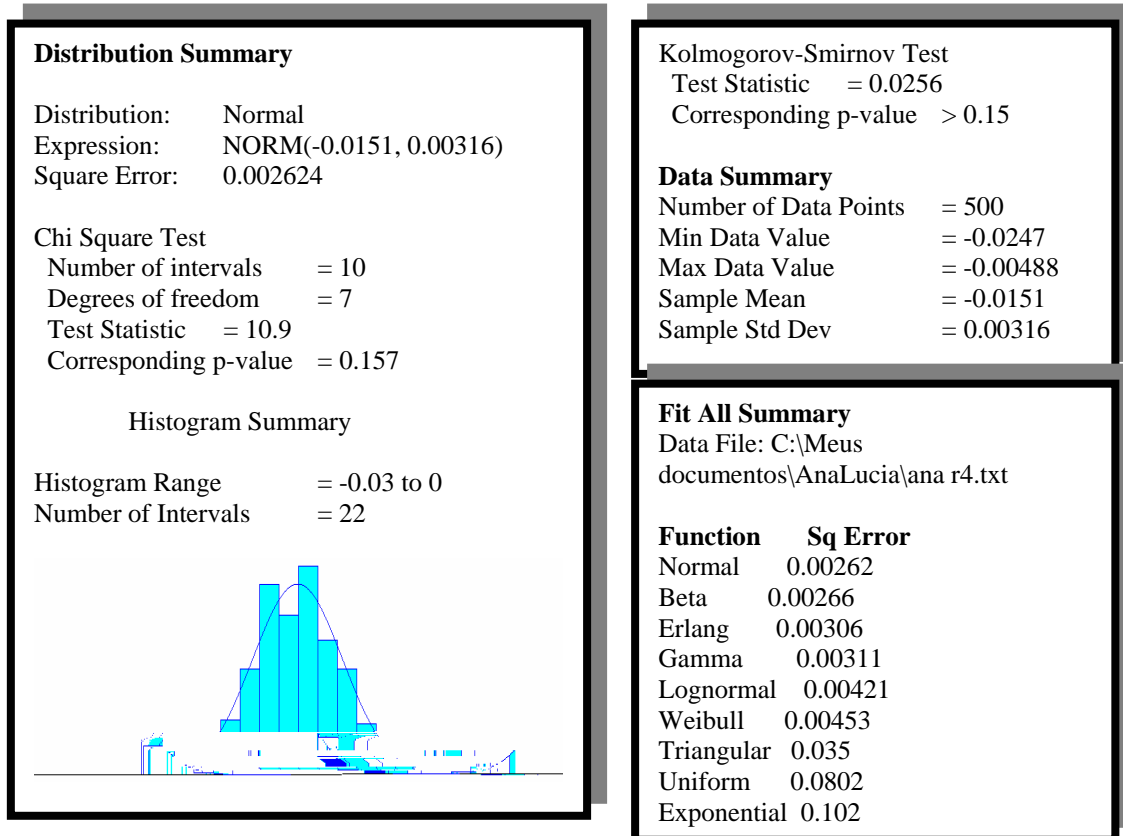 Distribution Summary
Distribution: Normal
Expression: NORM(-0.0151, 0.00316)
Square Error: 0.002624
Chi Square Test
Number of intervals = 10
Degrees of freedom = 7
Test Statistic = 10.9
Corresponding p-value = 0.157
Histogram Summary
Histogram Range = -0.03 to 0
Number of Intervals = 22
Kolmogorov-Smirnov Test
Test Statistic = 0.0256
Corresponding p-value > 0.15
Data Summary
Number of Data Points = 500
Min Data Value = -0.0247
Max Data Value = -0.00488
Sample Mean = -0.0151
Sample Std Dev = 0.00316
Fit All Summary
Data File: C:\Meus
documentos\AnaLucia\ana r4.txt
Function Sq Error
Normal 0.00262
Beta 0.00266
Erlang 0.00306
Gamma 0.00311
Lognormal 0.00421
Weibull 0.00453
Triangular 0.035
Uniform 0.0802
Exponential 0.102